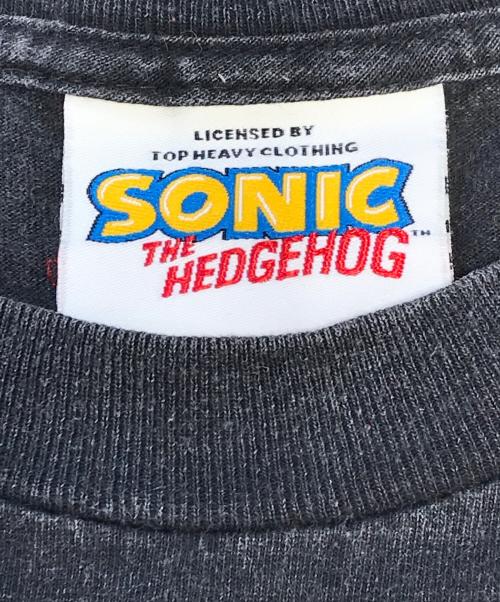 LICENSED BY
TOP HEAVY CLOTHING
SONIC
THE
HEDGEHOG™